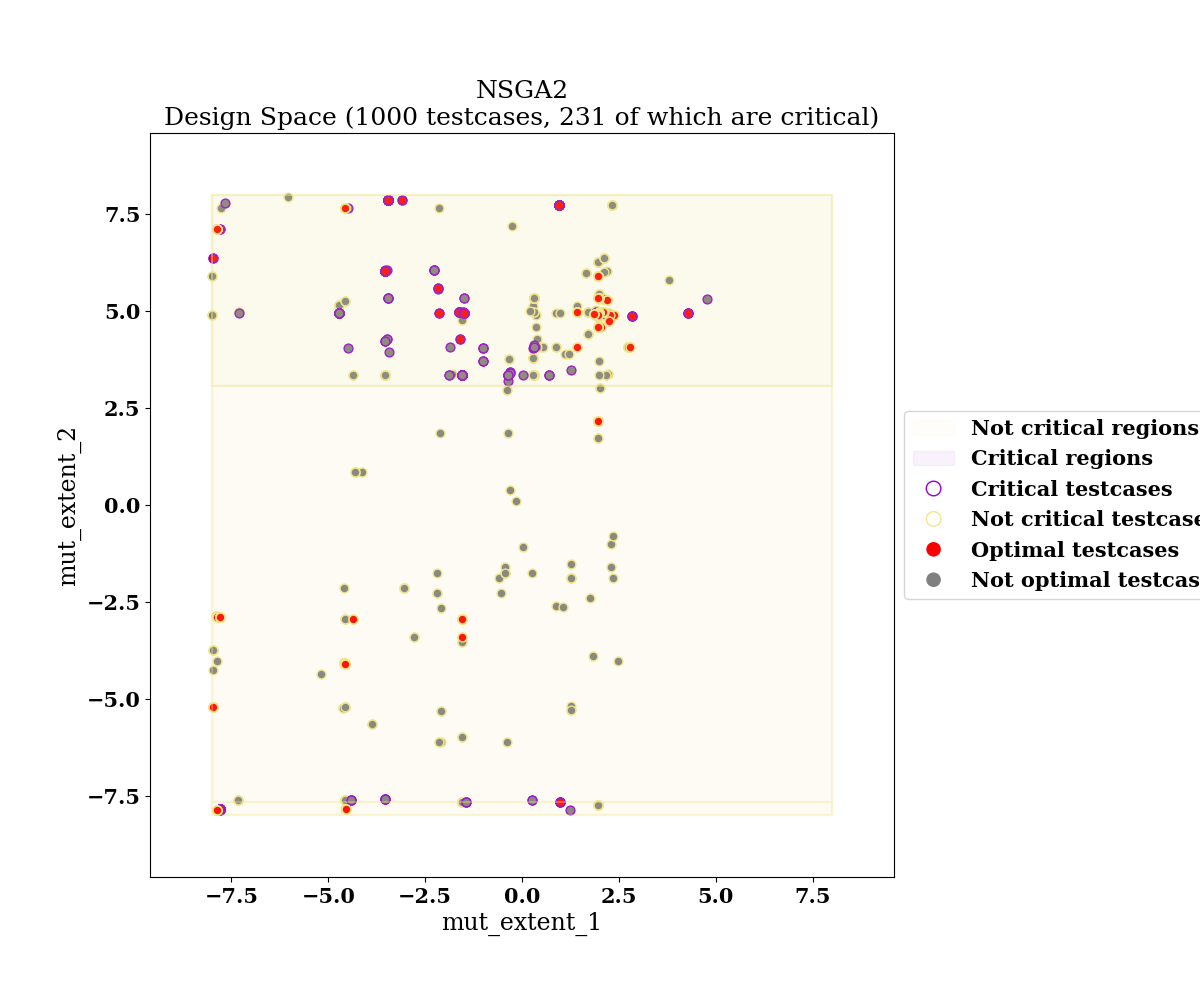 NSGA2
Design Space (1000 testcases, 231 of which are critical)
7.5
5.0
2.5
0.0
−2.5
−5.0
−7.5
mut_extent_2
−7.5
−5.0
−2.5
0.0
2.5
5.0
7.5
mut_extent_1
Not critical regions
Critical regions
Critical testcases
Not critical testcase
Optimal testcases
Not optimal testcas